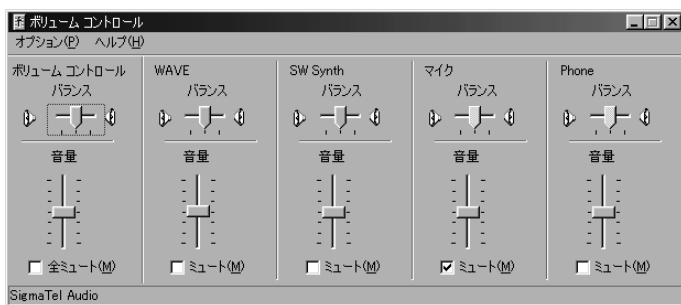 ボリューム コントロール
オプション(P) ヘルプ(H)
ボリューム コントロール
バランス
音量
全ミュート(M)
WAVE
バランス
音量
ミュート(M)
SW Synth
バランス
音量
ミュート(M)
マイク
バランス
音量
ミュート(M)
Phone
バランス
音量
ミュート(M)
SigmaTel Audio